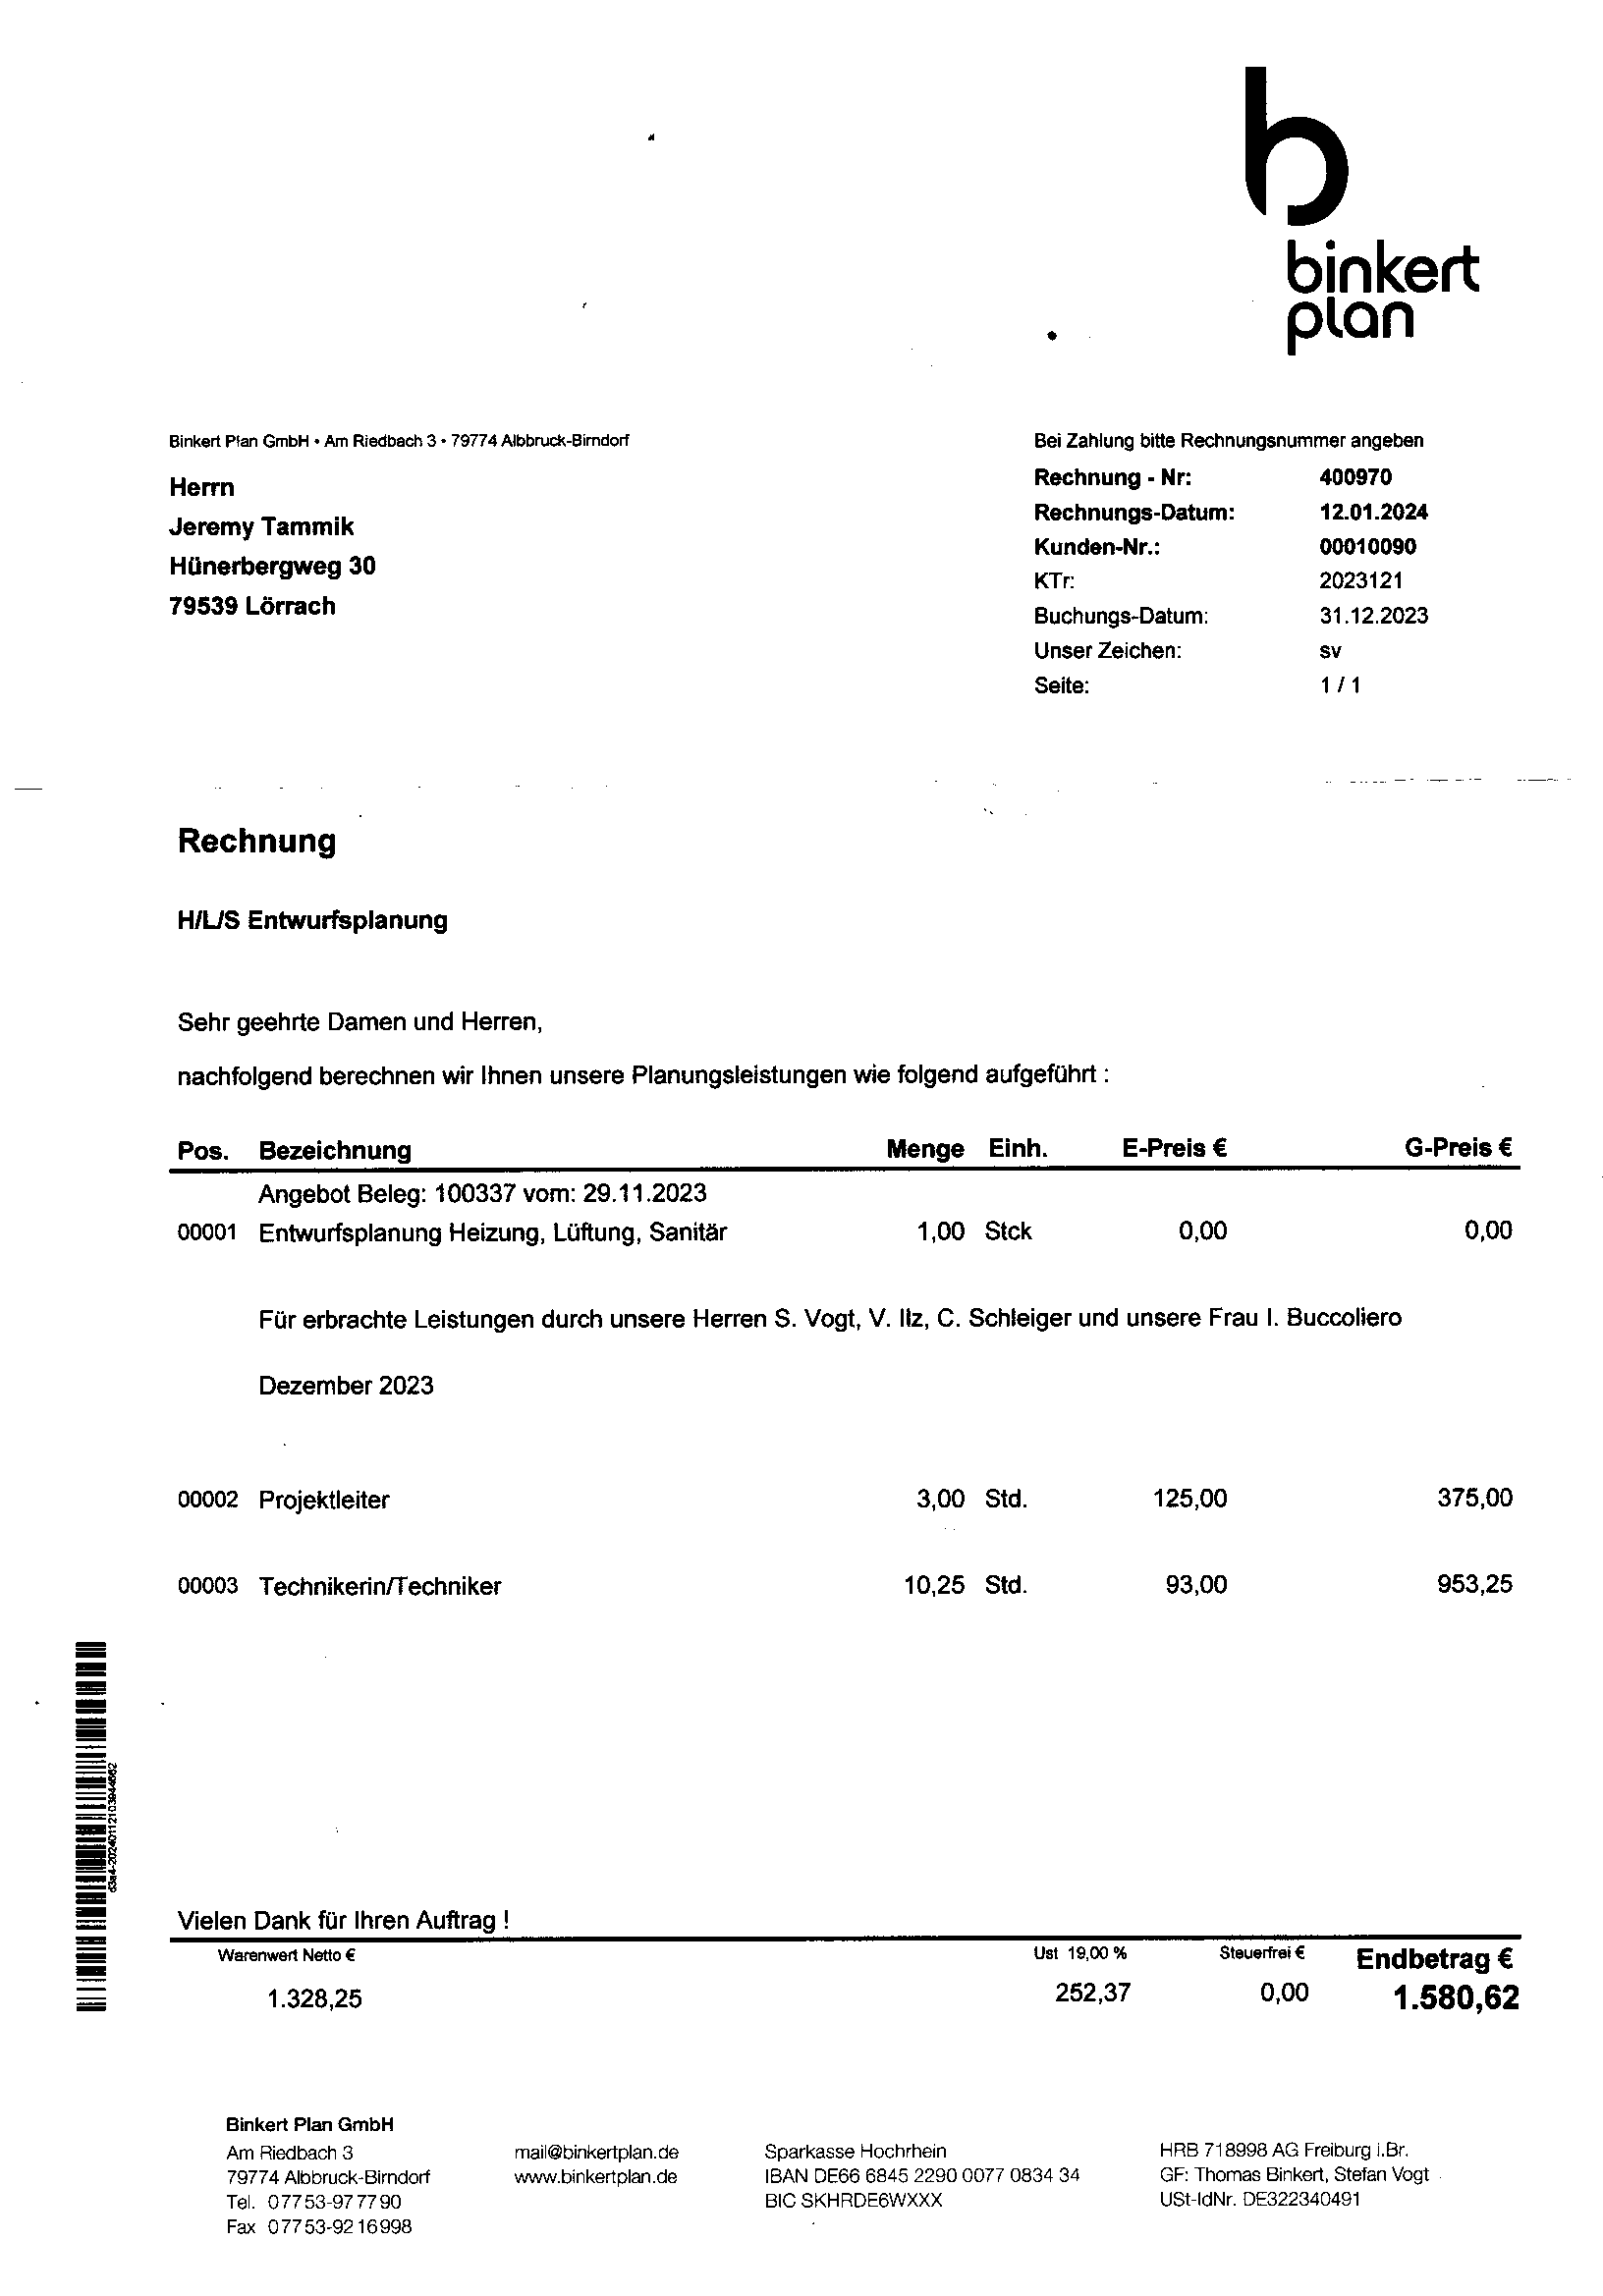 b
binkert
plan
Binkert Plan GmbH • Am Riedbach 3 • 79774 Albbruck-Birndorf
Herrn
Jeremy Tammik
Hünerbergweg 30
79539 Lörrach
Bei Zahlung bitte Rechnungsnummer angeben
Rechnung - Nr: 400970
Rechnungs-Datum: 12.01.2024
Kunden-Nr.: 00010090
KTr: 2023121
Buchungs-Datum: 31.12.2023
Unser Zeichen: sv
Seite: 1 / 1
Rechnung
H/L/S Entwurfsplanung
Sehr geehrte Damen und Herren,
nachfolgend berechnen wir Ihnen unsere Planungsleistungen wie folgend aufgeführt :
Pos. Bezeichnung Menge Einh. E-Preis € G-Preis €
Angebot Beleg: 100337 vom: 29.11.2023
00001 Entwurfsplanung Heizung, Lüftung, Sanitär 1,00 Stck 0,00 0,00
Für erbrachte Leistungen durch unsere Herren S. Vogt, V. Ilz, C. Schleiger und unsere Frau I. Buccoliero
Dezember 2023
00002 Projektleiter 3,00 Std. 125,00 375,00
00003 Technikerin/Techniker 10,25 Std. 93,00 953,25
Vielen Dank für Ihren Auftrag !
Warenwert Netto € Ust 19,00 % Steuerfrei € Endbetrag €
1.328,25 252,37 0,00 1.580,62
Binkert Plan GmbH
Am Riedbach 3
79774 Albbruck-Birndorf
Tel. 07753-977790
Fax 07753-9216998
mail@binkertplan.de
www.binkertplan.de
Sparkasse Hochrhein
IBAN DE66 6845 2290 0077 0834 34
BIC SKHRDE6WXXX
HRB 718998 AG Freiburg i.Br.
GF: Thomas Binkert, Stefan Vogt
USt-IdNr. DE322340491